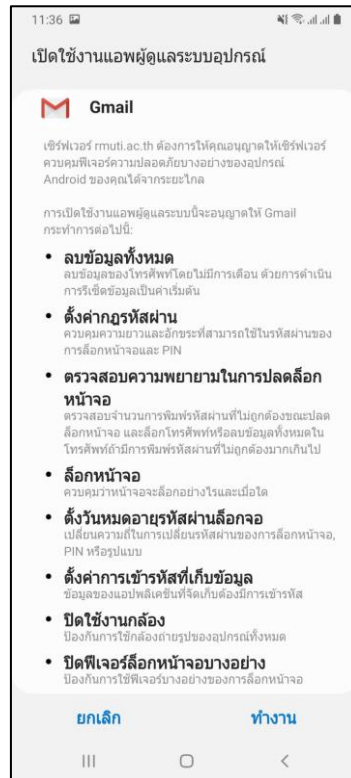 11:36
เปิดใช้งานแอพผู้ดูแลระบบอุปกรณ์
Gmail
เซิร์ฟเวอร์ rmuti.ac.th ต้องการให้คุณอนุญาตให้เซิร์ฟเวอร์
ควบคุมฟีเจอร์ความปลอดภัยบางอย่างของอุปกรณ์
Android ของคุณได้จากระยะไกล
การเปิดใช้งานแอพผู้ดูแลระบบนี้จะอนุญาตให้ Gmail
กระทำการต่อไปนี้:
• ลบข้อมูลทั้งหมด
ลบข้อมูลของโทรศัพท์โดยไม่มีการเตือน ด้วยการดำเนิน
การรีเซ็ตข้อมูลเป็นค่าเริ่มต้น
• ตั้งค่ากฎรหัสผ่าน
ควบคุมความยาวและอักขระที่สามารถใช้ในรหัสผ่านของ
การล็อกหน้าจอและ PIN
• ตรวจสอบความพยายามในการปลดล็อก
หน้าจอ
ตรวจสอบจำนวนการพิมพ์รหัสผ่านที่ไม่ถูกต้องขณะปลด
ล็อกหน้าจอ และล็อกโทรศัพท์หรือลบข้อมูลทั้งหมดใน
โทรศัพท์ถ้ามีการพิมพ์รหัสผ่านที่ไม่ถูกต้องมากเกินไป
• ล็อกหน้าจอ
ควบคุมว่าหน้าจอจะล็อกอย่างไรและเมื่อใด
• ตั้งวันหมดอายุรหัสผ่านล็อกจอ
เปลี่ยนความถี่ในการเปลี่ยนรหัสผ่านของการล็อกหน้าจอ,
PIN หรือรูปแบบ
• ตั้งค่าการเข้ารหัสที่เก็บข้อมูล
ข้อมูลของแอปพลิเคชันที่จัดเก็บต้องมีการเข้ารหัส
• ปิดใช้งานกล้อง
ป้องกันการใช้กล้องถ่ายรูปของอุปกรณ์ทั้งหมด
• ปิดฟีเจอร์ล็อกหน้าจอบางอย่าง
ป้องกันการใช้ฟีเจอร์บางอย่างของการล็อกหน้าจอ
ยกเลิก ทำงาน